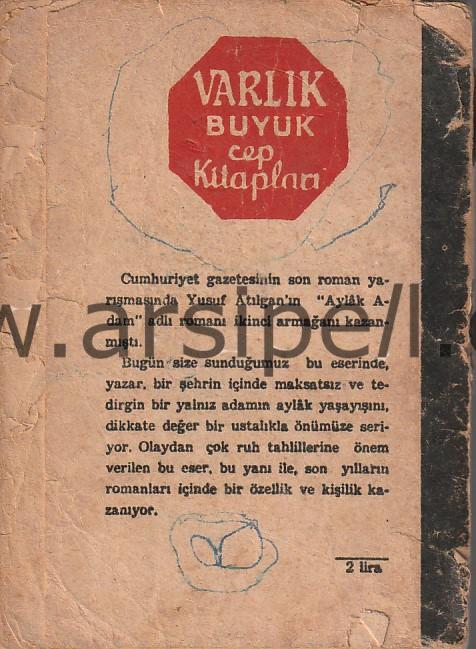 VARLIK
BÜYÜK
cep
Kitapları
Cumhuriyet gazetesinin son roman ya-
rışmasında Yusuf Atılgan'ın "Aylâk A-
dam" adlı romanı ikinci armağanı kazan-
mıştı.
Bugün size sunduğumuz bu eserinde,
yazar, bir şehrin içinde maksatsız ve te-
dirgin bir yalnız adamın aylâk yaşayışını,
dikkate değer bir ustalıkla önümüze seri-
yor. Olaydan çok ruh tahlillerine önem
verilen bu eser, bu yanı ile, son yılların
romanları içinde bir özellik ve kişilik ka-
zanıyor.
2 lira